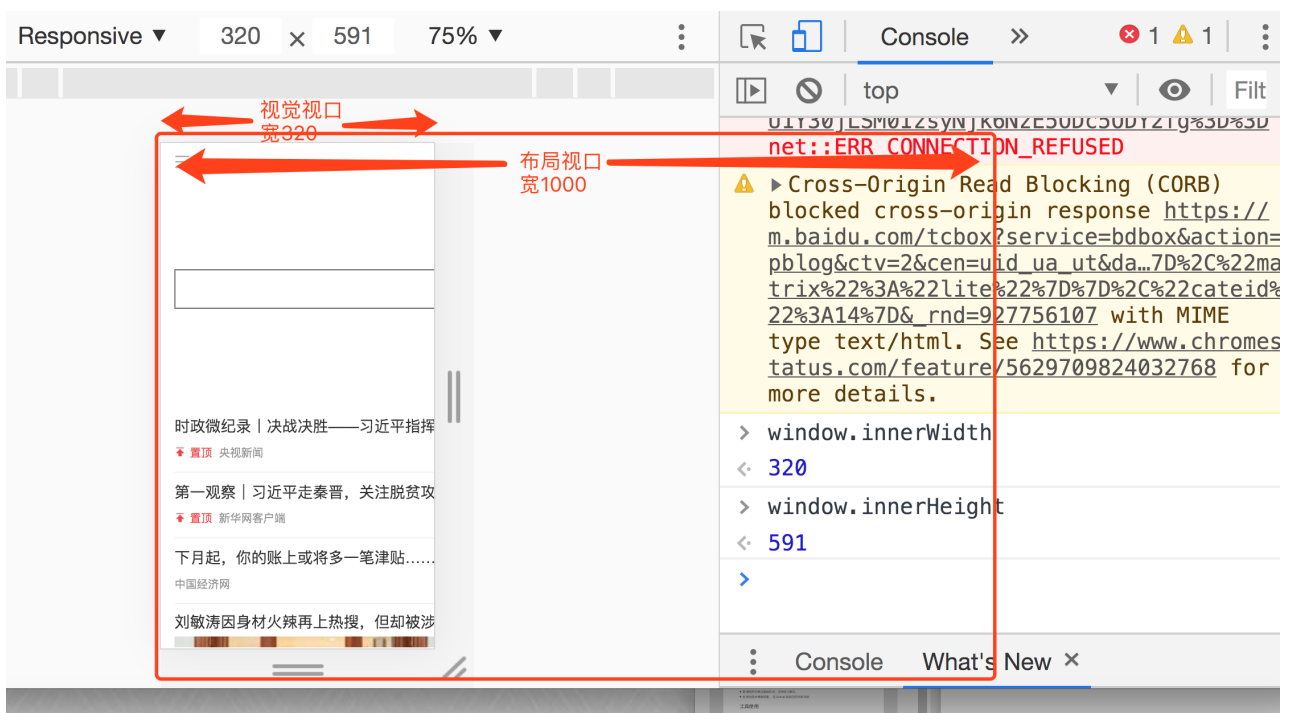 Responsive ▼ 320 × 591 75% ▼
Console » 1 1
top ▼ Filt
视觉视口
宽320
布局视口
宽1000
时政微纪录丨决战决胜——习近平指挥
置顶 央视新闻
第一观察｜习近平走秦晋，关注脱贫攻
置顶 新华网客户端
下月起，你的账上或将多一笔津贴……
中国经济网
刘敏涛因身材火辣再上热搜，但却被涉
net::ERR_CONNECTION_REFUSED
Cross-Origin Read Blocking (CORB)
blocked cross-origin response https://
m.baidu.com/tcbox?service=bdbox&action=
pblog&ctv=2&cen=uid_ua_ut&da…7D%2C%22ma
trix%22%3A%22lite%22%7D%7D%2C%22cateid%
22%3A14%7D&_rnd=927756107 with MIME
type text/html. See https://www.chromes
tatus.com/feature/5629709824032768 for
more details.
> window.innerWidth
320
> window.innerHeight
591
>
Console What's New ×
工具使用